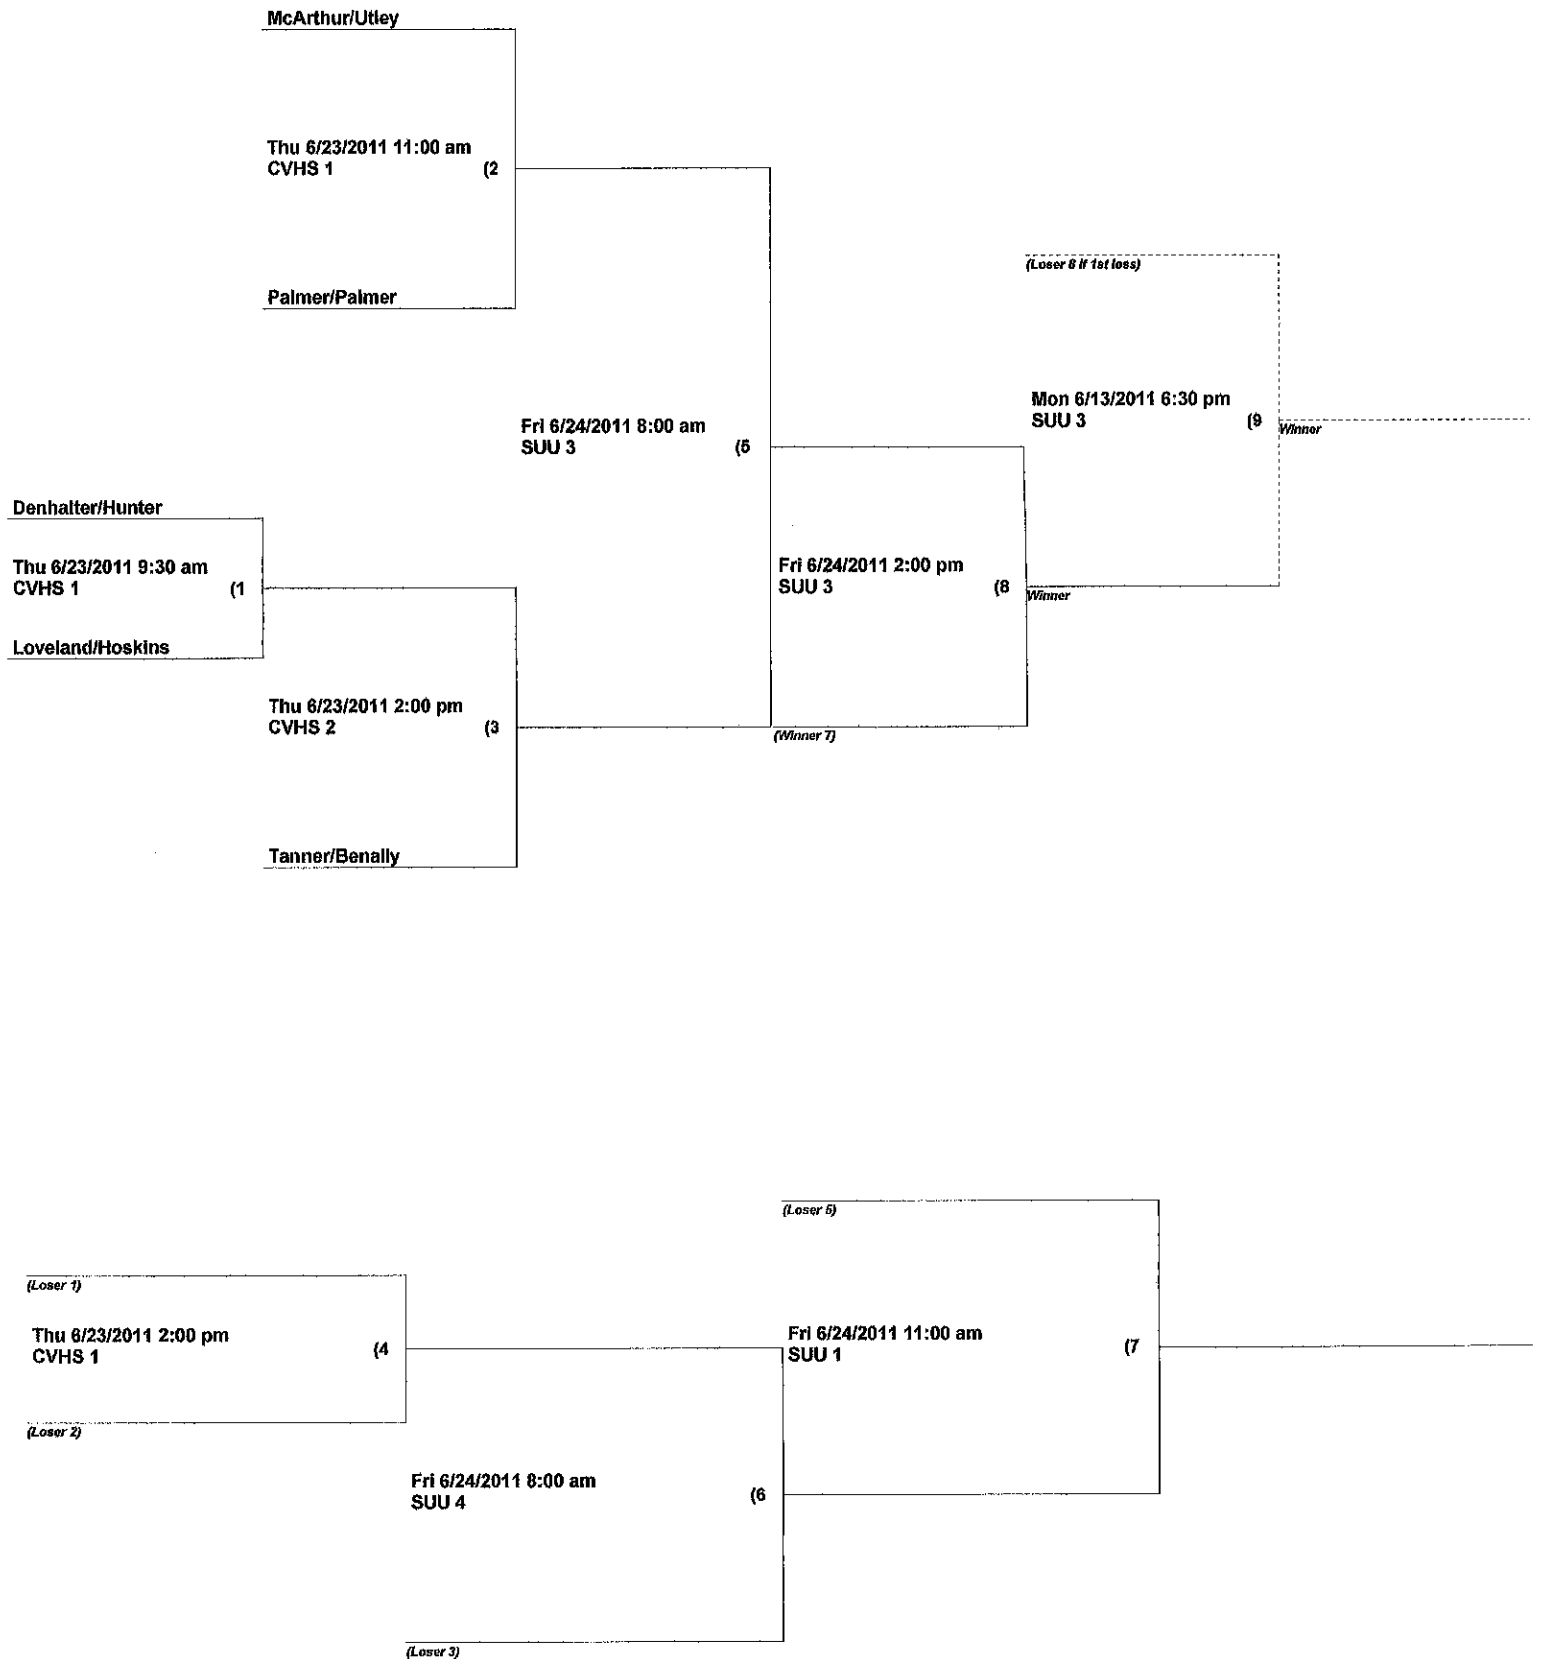 McArthur/Utley
Thu 6/23/2011 11:00 am
CVHS 1 (2
Palmer/Palmer
(Loser 8 if 1st loss)
Mon 6/13/2011 6:30 pm
SUU 3 (9
Winner
Fri 6/24/2011 8:00 am
SUU 3 (5
Denhalter/Hunter
Thu 6/23/2011 9:30 am
CVHS 1 (1
Loveland/Hoskins
Fri 6/24/2011 2:00 pm
SUU 3 (8
Winner
Thu 6/23/2011 2:00 pm
CVHS 2 (3
(Winner 7)
Tanner/Benally
(Loser 5)
(Loser 1)
Thu 6/23/2011 2:00 pm
CVHS 1 (4
(Loser 2)
Fri 6/24/2011 11:00 am
SUU 1 (7
Fri 6/24/2011 8:00 am
SUU 4 (6
(Loser 3)